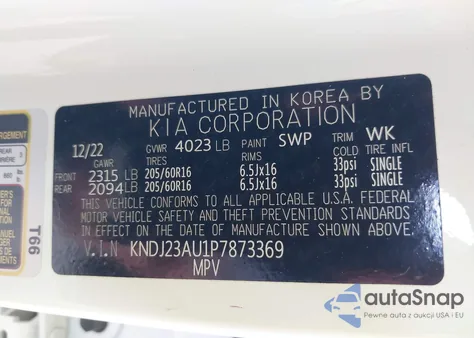 MANUFACTURED IN KOREA BY
KIA CORPORATION
12/22 GVWR 4023 LB PAINT SWP TRIM WK
GAWR TIRES RIMS COLD TIRE INFL
FRONT 2315 LB 205/60R16 6.5Jx16 33psi SINGLE
REAR 2094 LB 205/60R16 6.5Jx16 33psi SINGLE
THIS VEHICLE CONFORMS TO ALL APPLICABLE U.S.A. FEDERAL
MOTOR VEHICLE SAFETY AND THEFT PREVENTION STANDARDS
IN EFFECT ON THE DATE OF MANUFACTURE SHOWN ABOVE.
V.I.N KNDJ23AU1P7873369
MPV
T66
autoSnap
Pewne auta z aukcji USA i EU